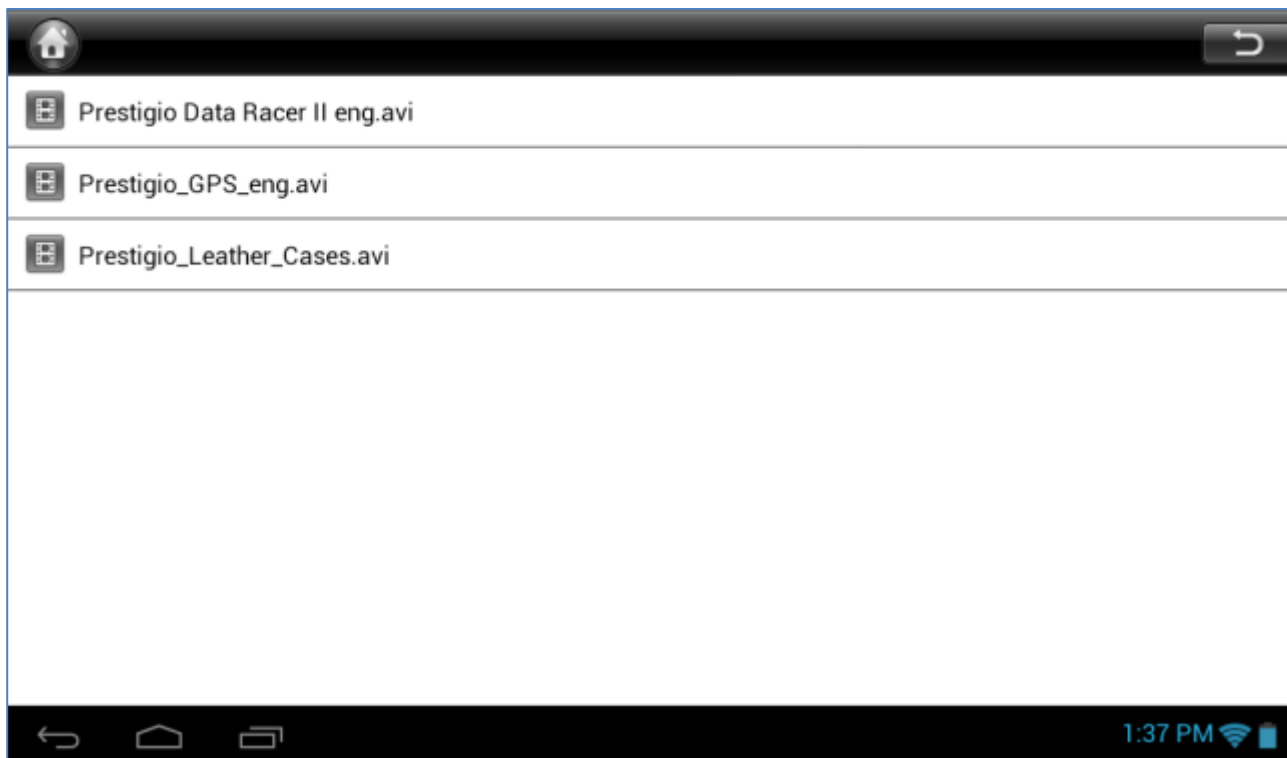 Prestigio Data Racer II eng.avi
Prestigio_GPS_eng.avi
Prestigio_Leather_Cases.avi
1:37 PM